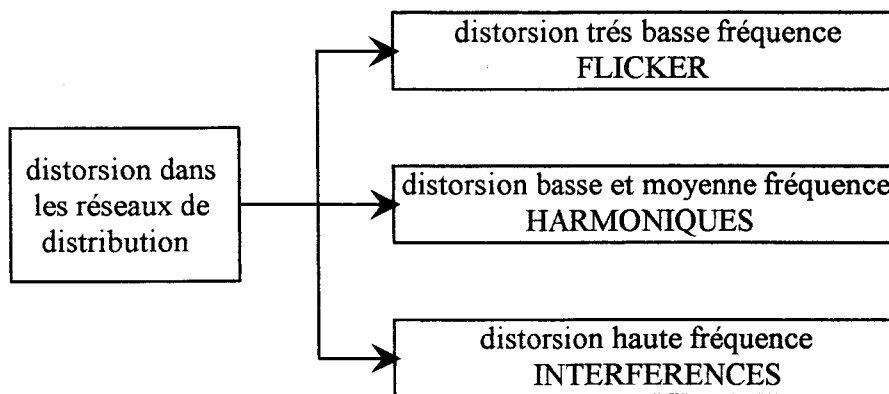 distorsion trés basse fréquence
FLICKER
distorsion dans
les réseaux de
distribution
distorsion basse et moyenne fréquence
HARMONIQUES
distorsion haute fréquence
INTERFERENCES